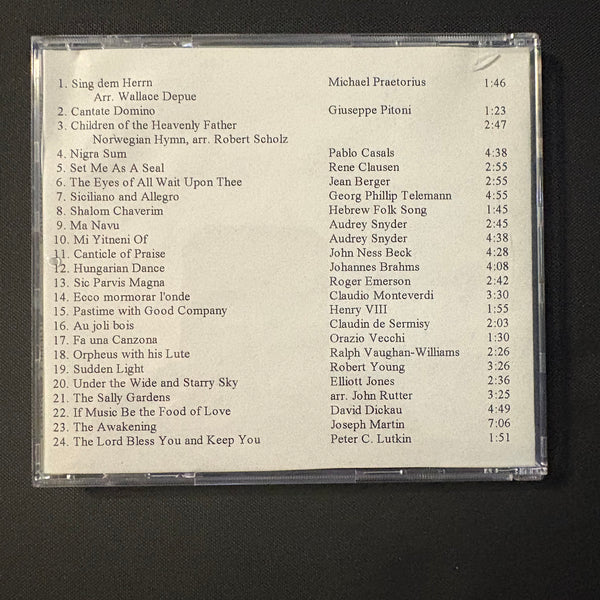 1. Sing dem Herrn Michael Praetorius 1:46
Arr. Wallace Depue
2. Cantate Domino Giuseppe Pitoni 1:23
3. Children of the Heavenly Father 2:47
Norwegian Hymn, arr. Robert Scholz
4. Nigra Sum Pablo Casals 4:38
5. Set Me As A Seal Rene Clausen 2:55
6. The Eyes of All Wait Upon Thee Jean Berger 2:55
7. Siciliano and Allegro Georg Phillip Telemann 4:55
8. Shalom Chaverim Hebrew Folk Song 1:45
9. Ma Navu Audrey Snyder 2:45
10. Mi Yitneni Of Audrey Snyder 4:38
11. Canticle of Praise John Ness Beck 4:28
12. Hungarian Dance Johannes Brahms 4:08
13. Sic Parvis Magna Roger Emerson 2:42
14. Ecco mormorar l'onde Claudio Monteverdi 3:30
15. Pastime with Good Company Henry VIII 1:55
16. Au joli bois Claudin de Sermisy 2:03
17. Fa una Canzona Orazio Vecchi 1:30
18. Orpheus with his Lute Ralph Vaughan-Williams 2:26
19. Sudden Light Robert Young 3:26
20. Under the Wide and Starry Sky Elliott Jones 2:36
21. The Sally Gardens arr. John Rutter 3:25
22. If Music Be the Food of Love David Dickau 4:49
23. The Awakening Joseph Martin 7:06
24. The Lord Bless You and Keep You Peter C. Lutkin 1:51